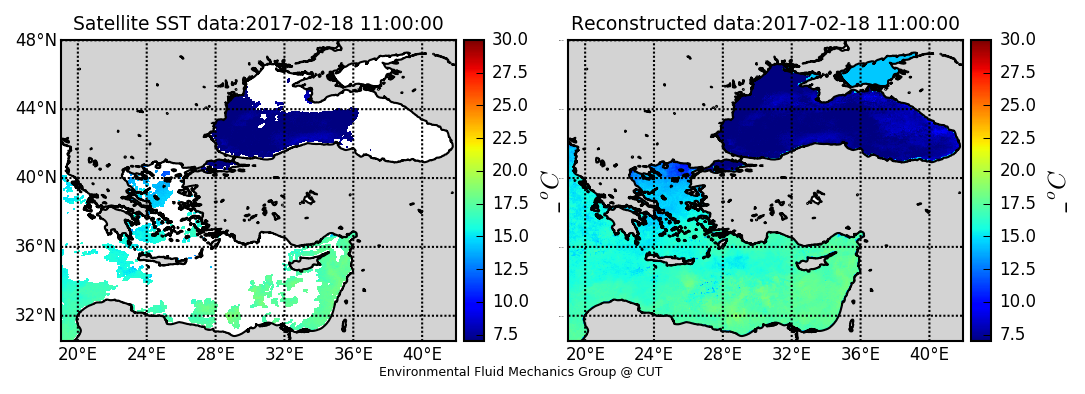 Satellite SST data:2017-02-18 11:00:00
48°N
44°N
40°N
36°N
32°N
20°E 24°E 28°E 32°E 36°E 40°E
30.0
27.5
25.0
22.5
20.0
17.5
15.0
12.5
10.0
7.5
_°C
Reconstructed data:2017-02-18 11:00:00
20°E 24°E 28°E 32°E 36°E 40°E
30.0
27.5
25.0
22.5
20.0
17.5
15.0
12.5
10.0
7.5
_°C
Environmental Fluid Mechanics Group @ CUT